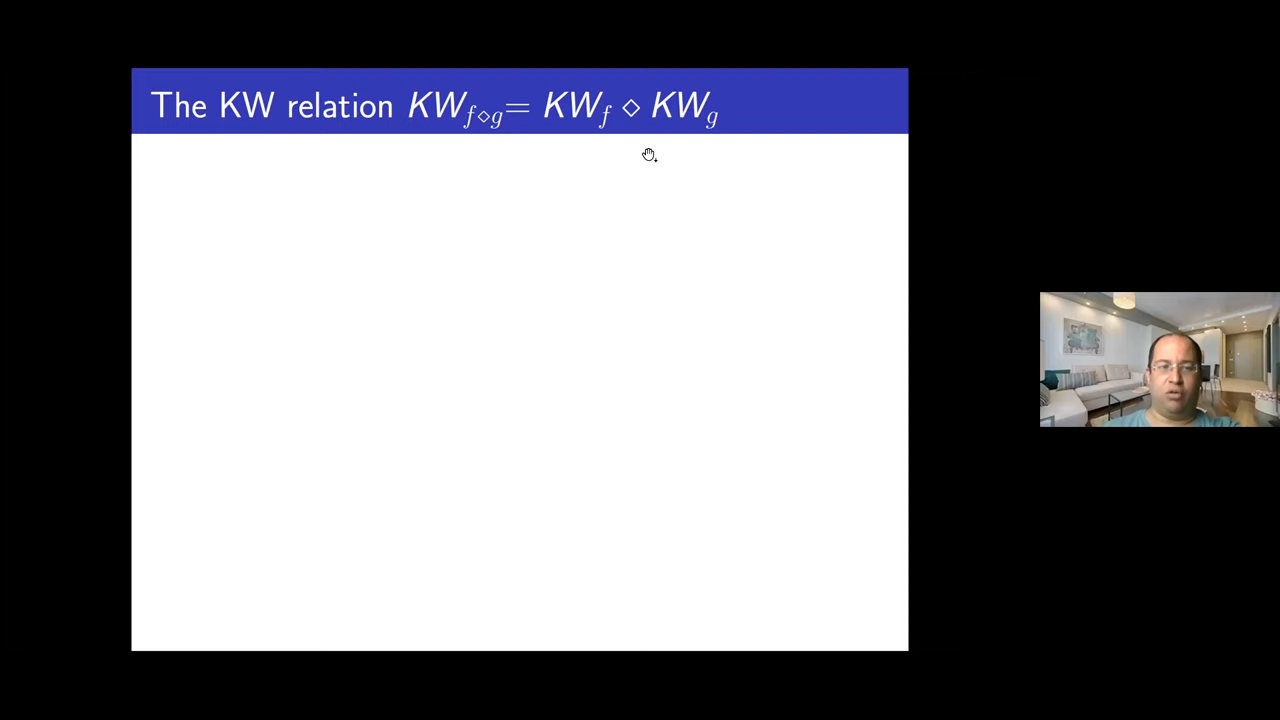 The KW relation KW_{f⋄g}= KW_f ⋄ KW_g